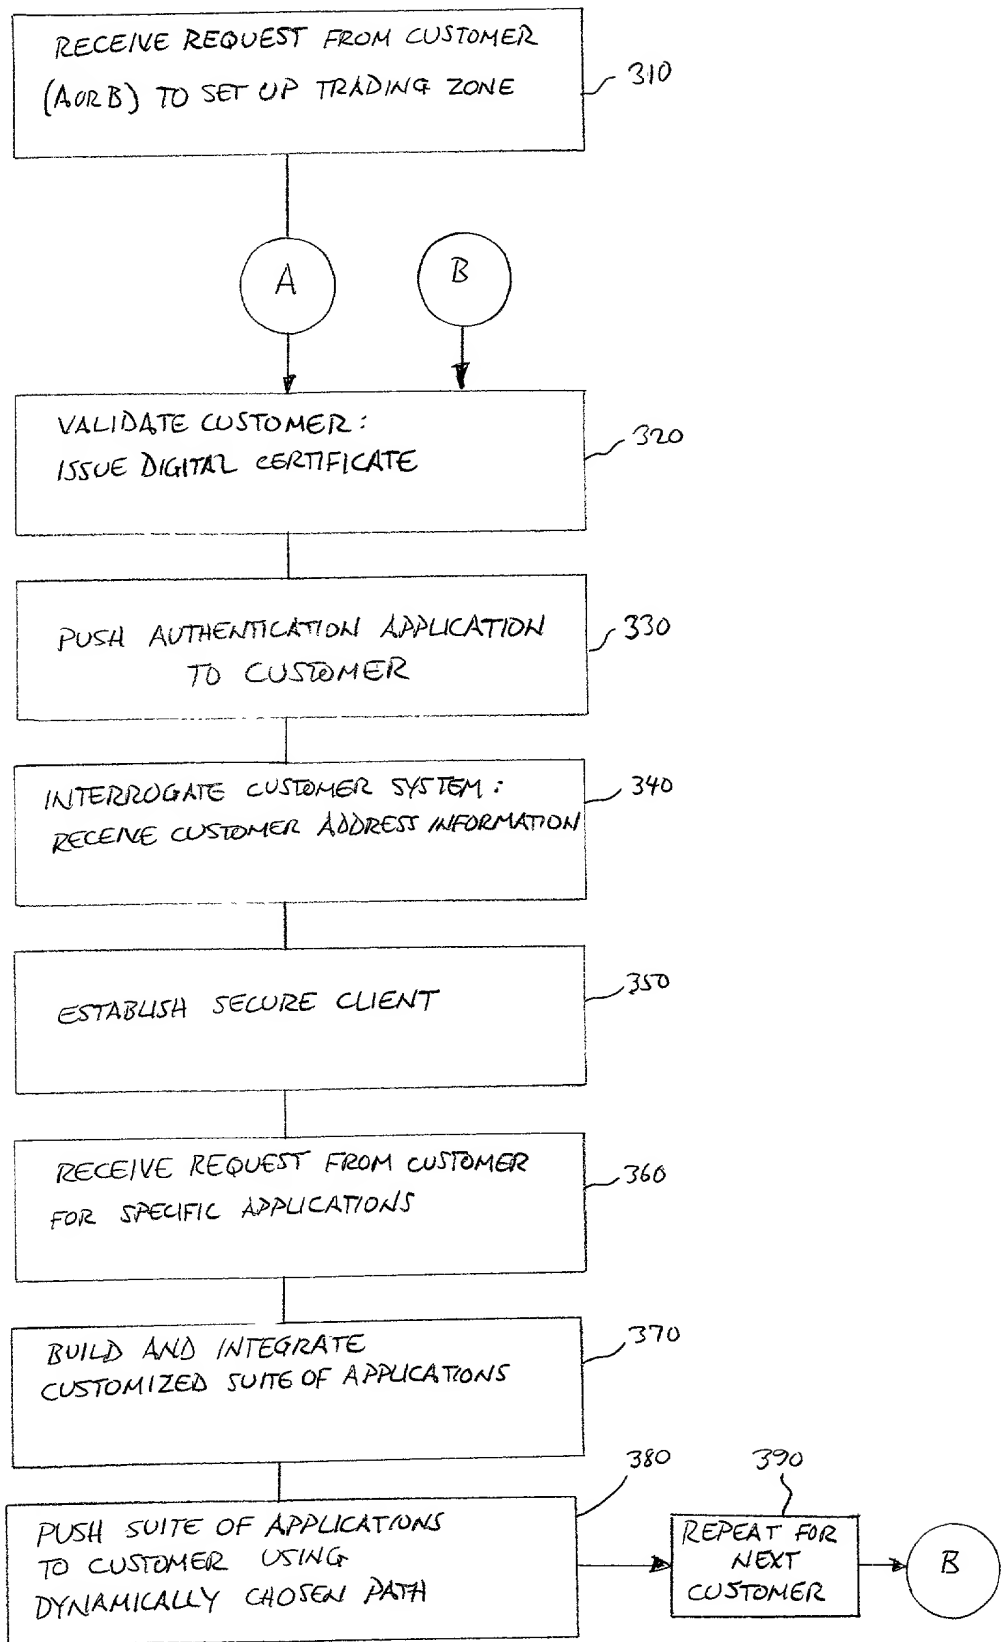 RECEIVE REQUEST FROM CUSTOMER
(A OR B) TO SET UP TRADING ZONE
310
A
B
VALIDATE CUSTOMER:
ISSUE DIGITAL CERTIFICATE
320
PUSH AUTHENTICATION APPLICATION
TO CUSTOMER
330
INTERROGATE CUSTOMER SYSTEM:
RECEIVE CUSTOMER ADDRESS INFORMATION
340
ESTABLISH SECURE CLIENT
350
RECEIVE REQUEST FROM CUSTOMER
FOR SPECIFIC APPLICATIONS
360
BUILD AND INTEGRATE
CUSTOMIZED SUITE OF APPLICATIONS
370
PUSH SUITE OF APPLICATIONS
TO CUSTOMER USING
DYNAMICALLY CHOSEN PATH
380
REPEAT FOR
NEXT
CUSTOMER
390
B